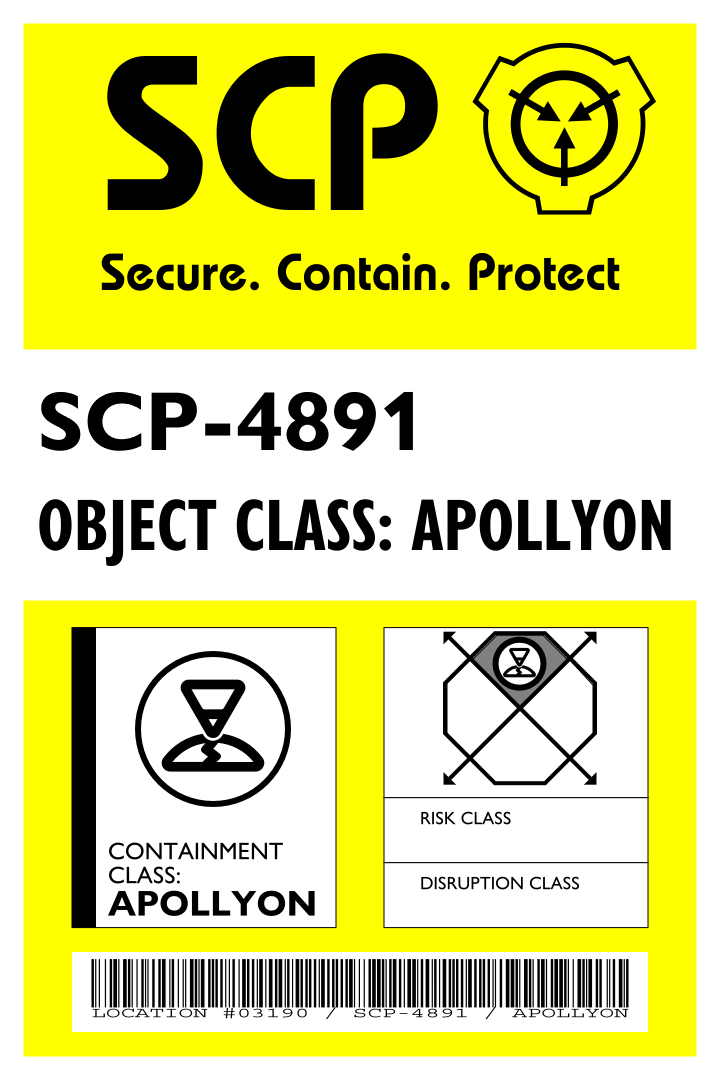 SCP
Secure. Contain. Protect
SCP-4891
OBJECT CLASS: APOLLYON
CONTAINMENT
CLASS:
APOLLYON
RISK CLASS
DISRUPTION CLASS
LOCATION #03190 / SCP-4891 / APOLLYON